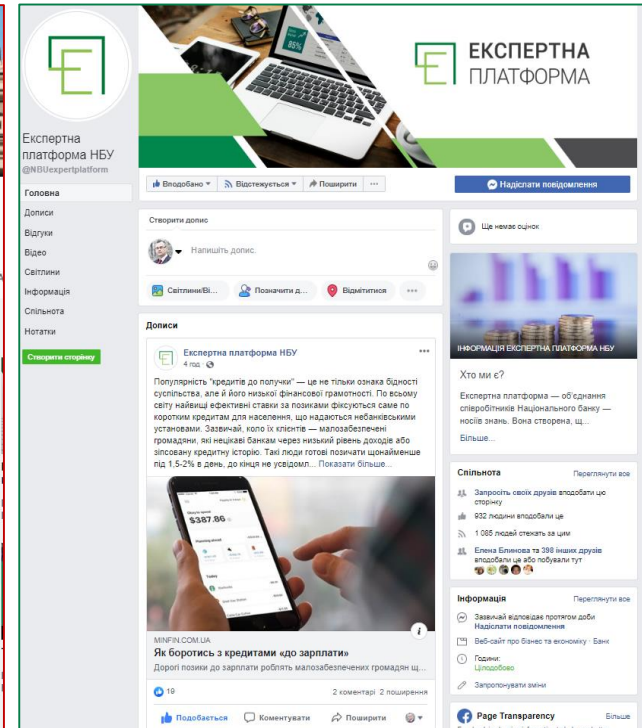 ЕКСПЕРТНА
ПЛАТФОРМА
85%
Експертна
платформа НБУ
@NBUexpertplatform
Головна
Дописи
Відгуки
Відео
Світлини
Інформація
Спільнота
Нотатки
Створити сторінку
Вподобано
Відстежується
Поширити
Надіслати повідомлення
Створити допис
Напишіть допис.
Світлини/Ві...
Позначити д...
Відмітитися
Дописи
Експертна платформа НБУ
4 год
Популярність "кредитів до получки" — це не тільки ознака бідності
суспільства, але й його низької фінансової грамотності. По всьому
світу найвищі ефективні ставки за позиками фіксуються саме по
коротким кредитам для населення, що надаються небанківськими
установами. Зазвичай, коло їх клієнтів — малозабезпечені
громадяни, які нецікаві банкам через низький рівень доходів або
зіпсовану кредитну історію. Такі люди готові позичати щонайменше
під 1,5-2% в день, до кінця не усвідомл... Показати більше...
$387.86
Today
MINFIN.COM.UA
Як боротись з кредитами «до зарплати»
Дорогі позики до зарплати роблять малозабезпечених громадян щ...
19
2 коментарі 2 поширення
Подобається
Коментувати
Поширити
Ще немає оцінок
ІНФОРМАЦІЯ ЕКСПЕРТНА ПЛАТФОРМА НБУ
Хто ми є?
Експертна платформа — об'єднання
співробітників Національного банку —
носіїв знань. Вона створена, щ...
Більше...
Спільнота
Переглянути все
Запросіть своїх друзів вподобати цю
сторінку
932 людини вподобали це
1 085 людей стежать за цим
Елена Блинова та 398 інших друзів
вподобали це або побували тут
Інформація
Переглянути все
Зазвичай відповідає протягом доби
Надіслати повідомлення
Веб-сайт про бізнес та економіку · Банк
Години:
Цілодобово
Запропонувати зміни
Page Transparency
Більше